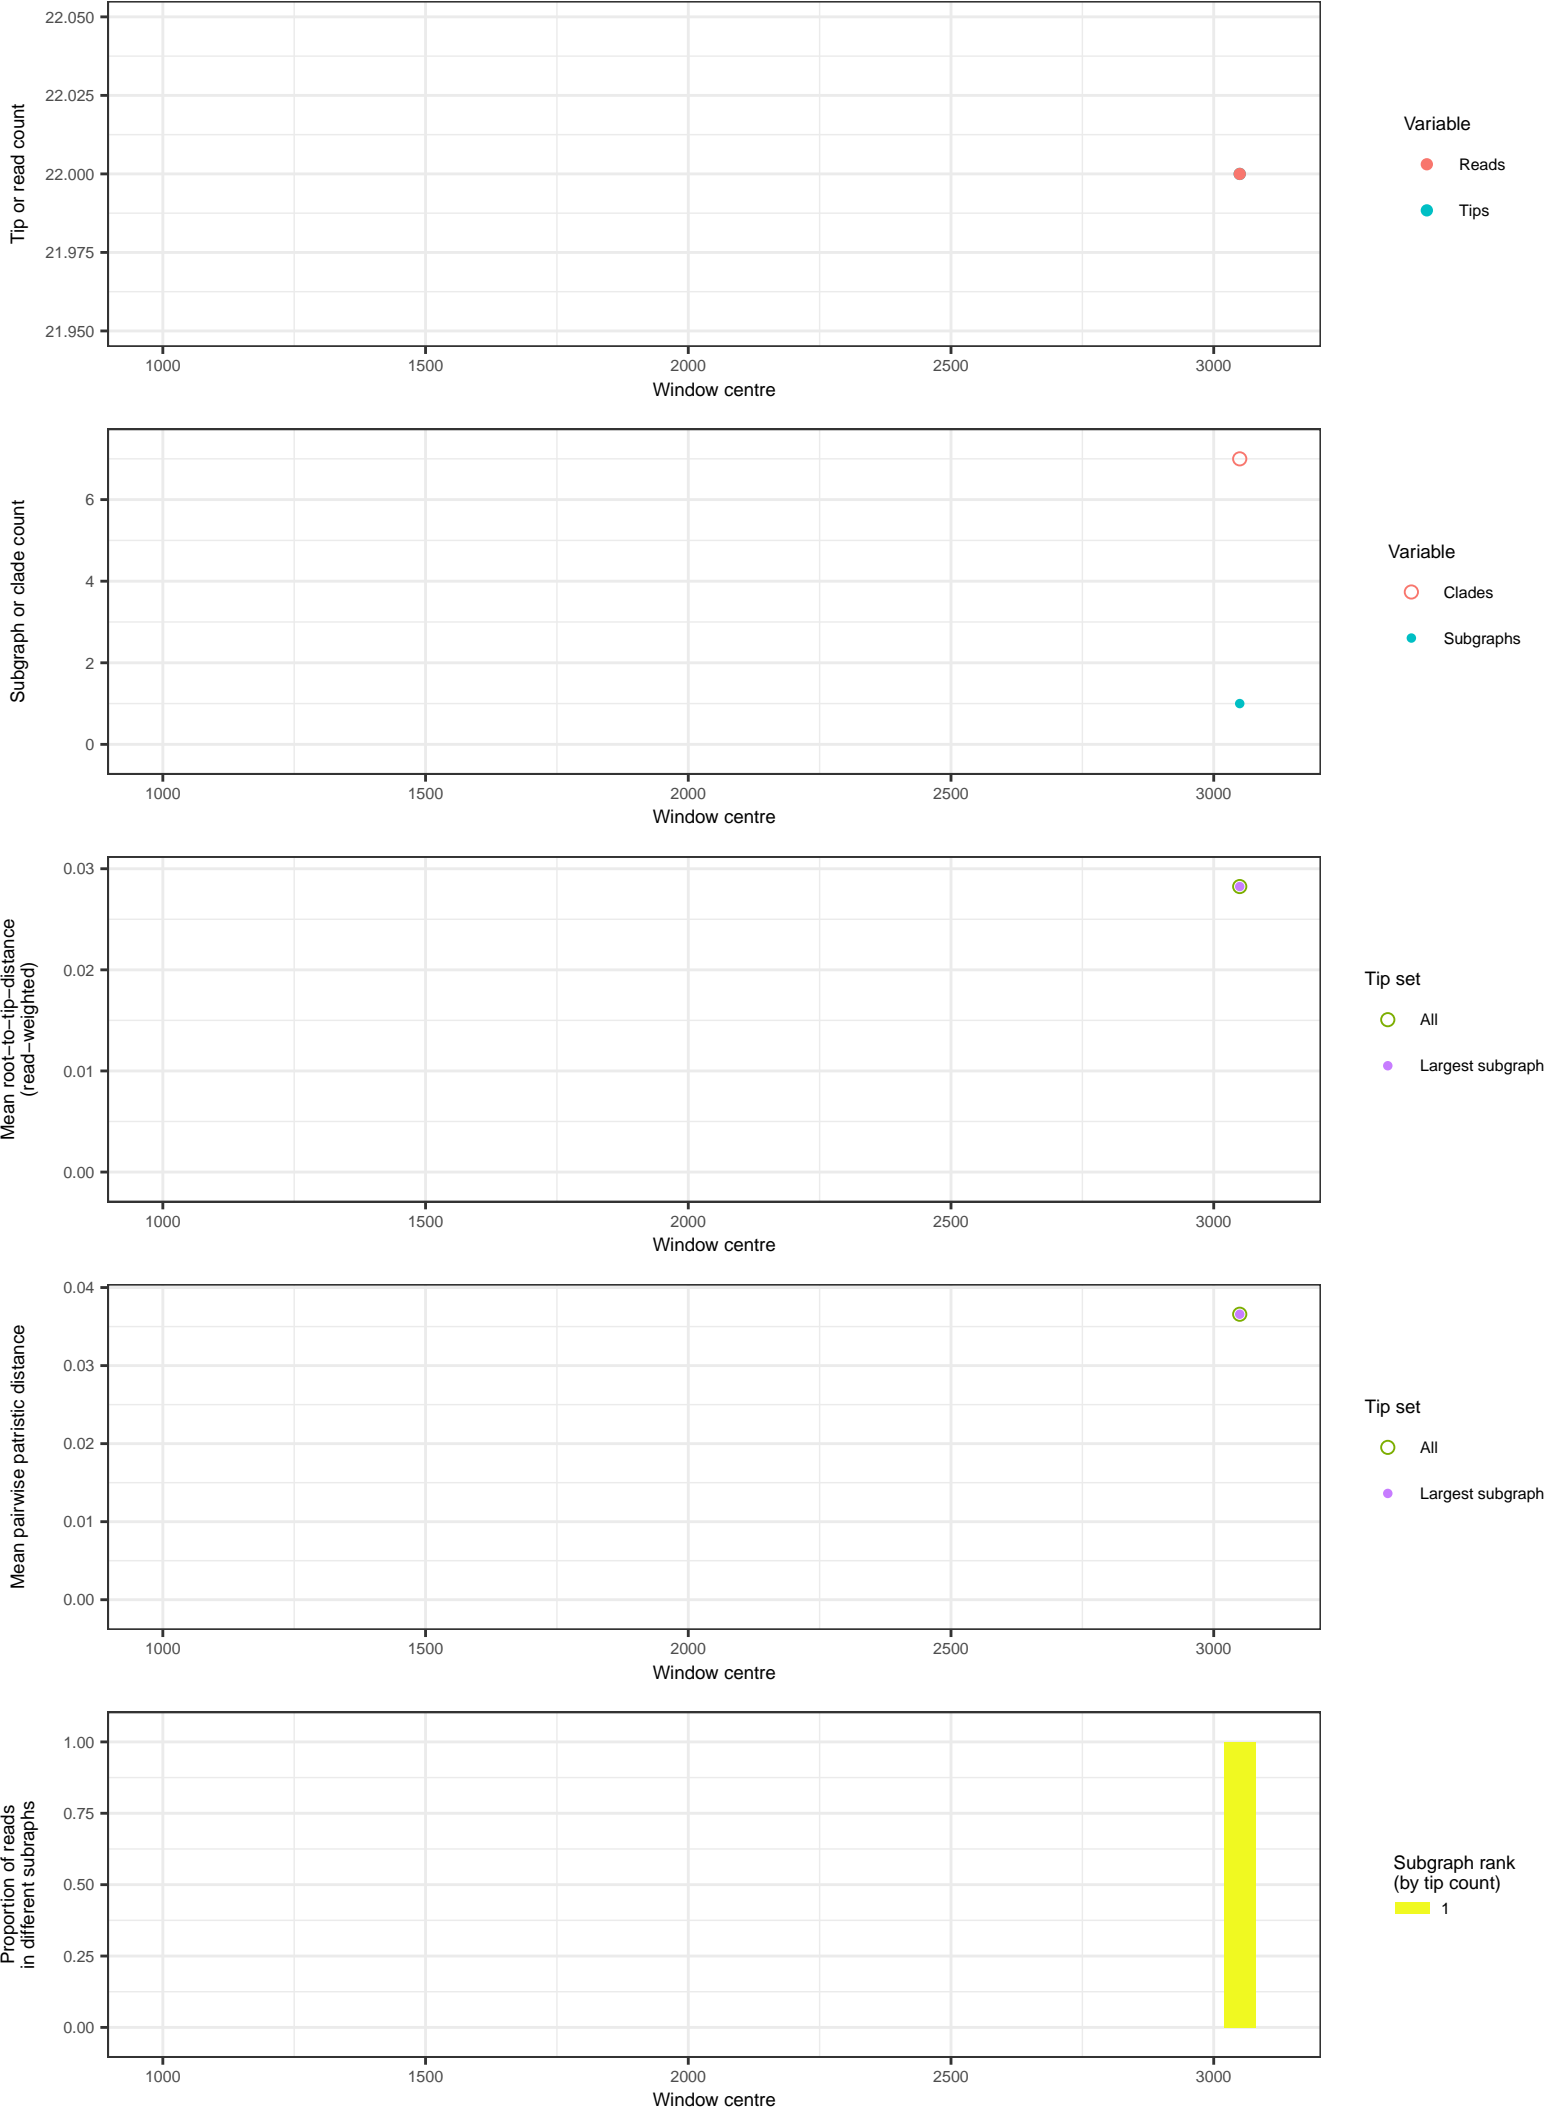 22.050
22.025
22.000
21.975
21.950
Tip or read count
1000 1500 2000 2500 3000
Window centre
Variable
Reads
Tips
6
4
2
0
Subgraph or clade count
1000 1500 2000 2500 3000
Window centre
Variable
Clades
Subgraphs
0.03
0.02
0.01
0.00
Mean root−to−tip−distance
(read−weighted)
1000 1500 2000 2500 3000
Window centre
Tip set
All
Largest subgraph
0.04
0.03
0.02
0.01
0.00
Mean pairwise patristic distance
1000 1500 2000 2500 3000
Window centre
Tip set
All
Largest subgraph
1.00
0.75
0.50
0.25
0.00
Proportion of reads
in different subraphs
1000 1500 2000 2500 3000
Window centre
Subgraph rank
(by tip count)
1